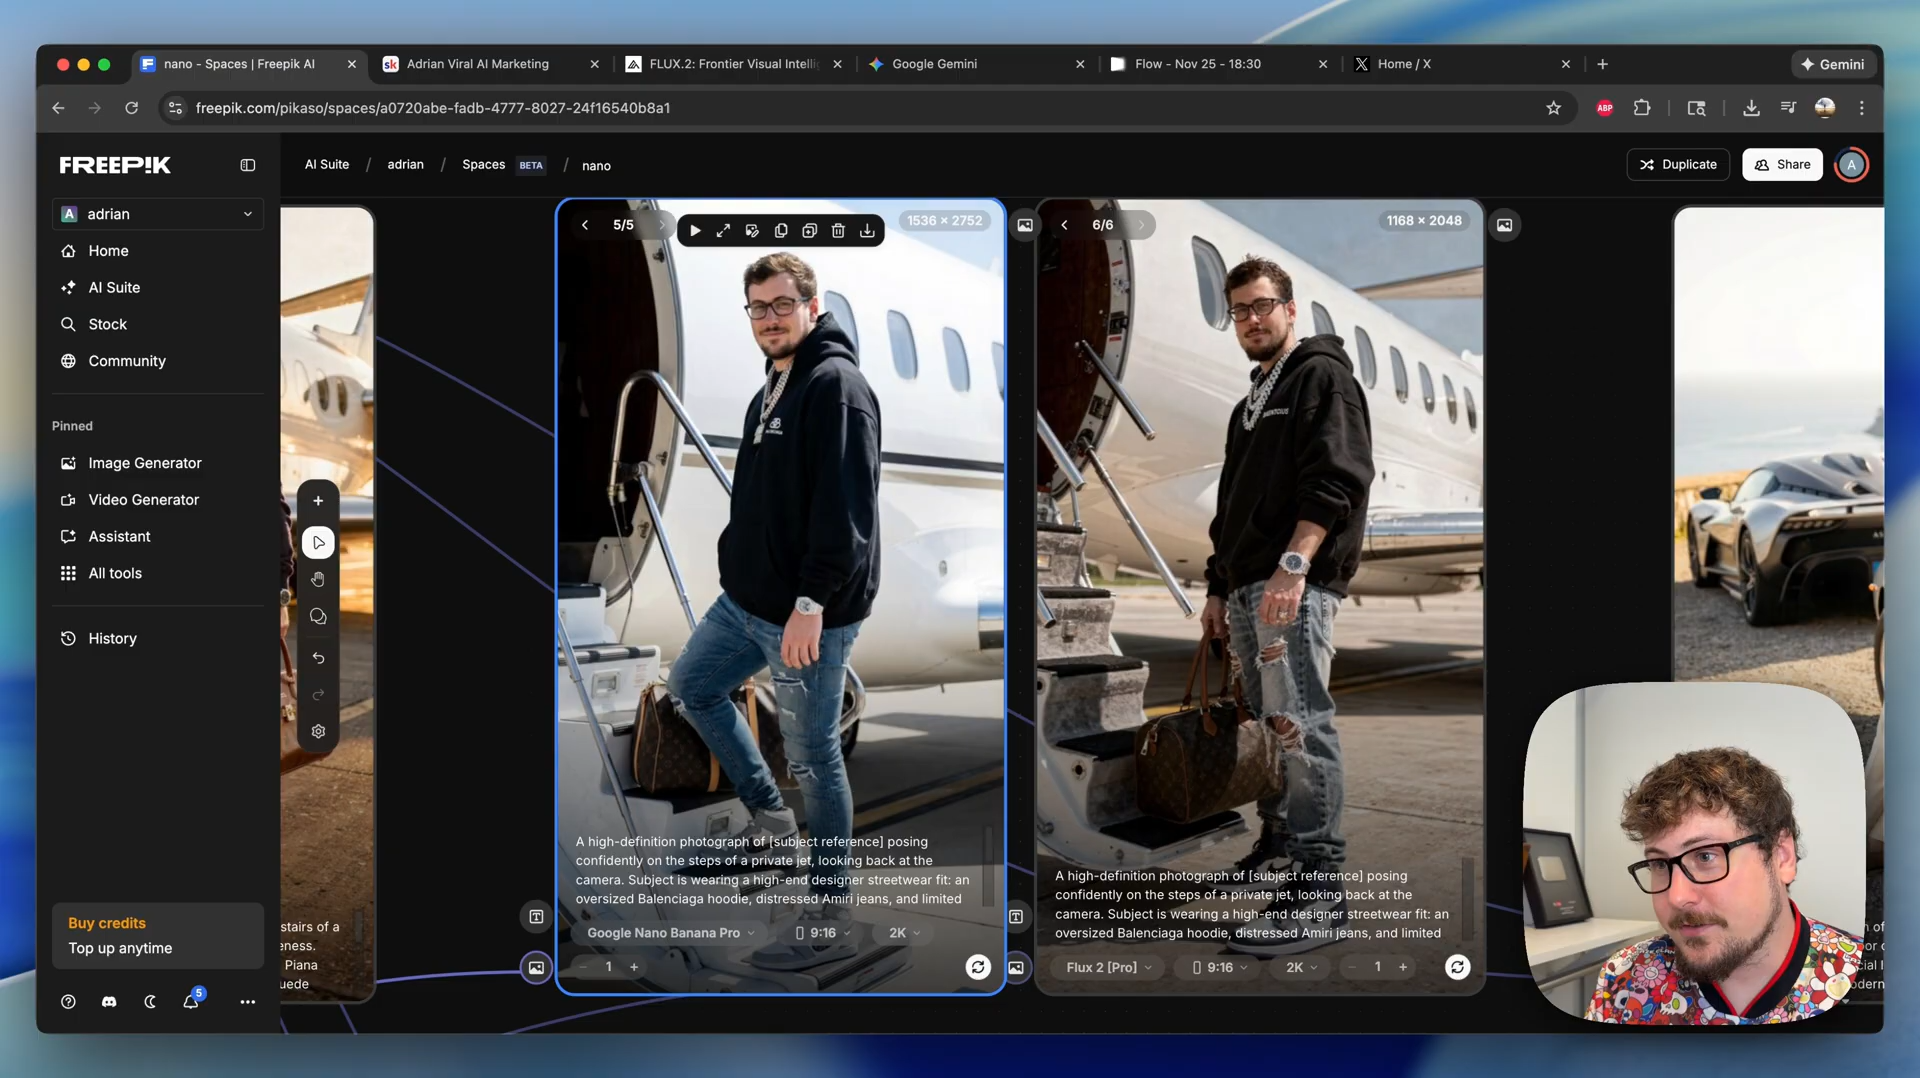 nano - Spaces | Freepik AI
sk
Adrian Viral AI Marketing
FLUX.2: Frontier Visual Intelli
Google Gemini
Flow - Nov 25 - 18:30
Home / X
Gemini
freepik.com/pikaso/spaces/a0720abe-fadb-4777-8027-24f16540b8a1
ABP
FREEP!K
AI Suite / adrian / Spaces BETA / nano
Duplicate
Share
A
A adrian
Home
AI Suite
Stock
Community
Pinned
Image Generator
Video Generator
Assistant
All tools
History
Buy credits
Top up anytime
5
stairs of a
eness.
Piana
uede
5/5
1536 × 2752
A high-definition photograph of [subject reference] posing
confidently on the steps of a private jet, looking back at the
camera. Subject is wearing a high-end designer streetwear fit: an
oversized Balenciaga hoodie, distressed Amiri jeans, and limited
Google Nano Banana Pro
9:16
2K
1
6/6
1168 × 2048
A high-definition photograph of [subject reference] posing
confidently on the steps of a private jet, looking back at the
camera. Subject is wearing a high-end designer streetwear fit: an
oversized Balenciaga hoodie, distressed Amiri jeans, and limited
Flux 2 [Pro]
9:16
2K
1